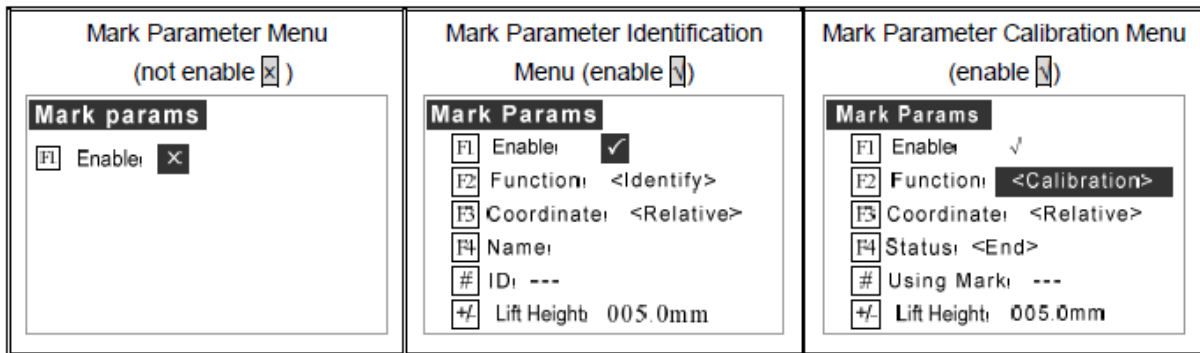 Mark Parameter Menu
(not enable ×)
Mark params
F1 Enable: ×
Mark Parameter Identification
Menu (enable √)
Mark Params
F1 Enable: ✓
F2 Function: <Identify>
F3 Coordinate: <Relative>
F4 Name:
# ID: ---
+/- Lift Height: 005.0mm
Mark Parameter Calibration Menu
(enable √)
Mark Params
F1 Enable: √
F2 Function: <Calibration>
F3 Coordinate: <Relative>
F4 Status: <End>
# Using Mark: ---
+/- Lift Height: 005.0mm